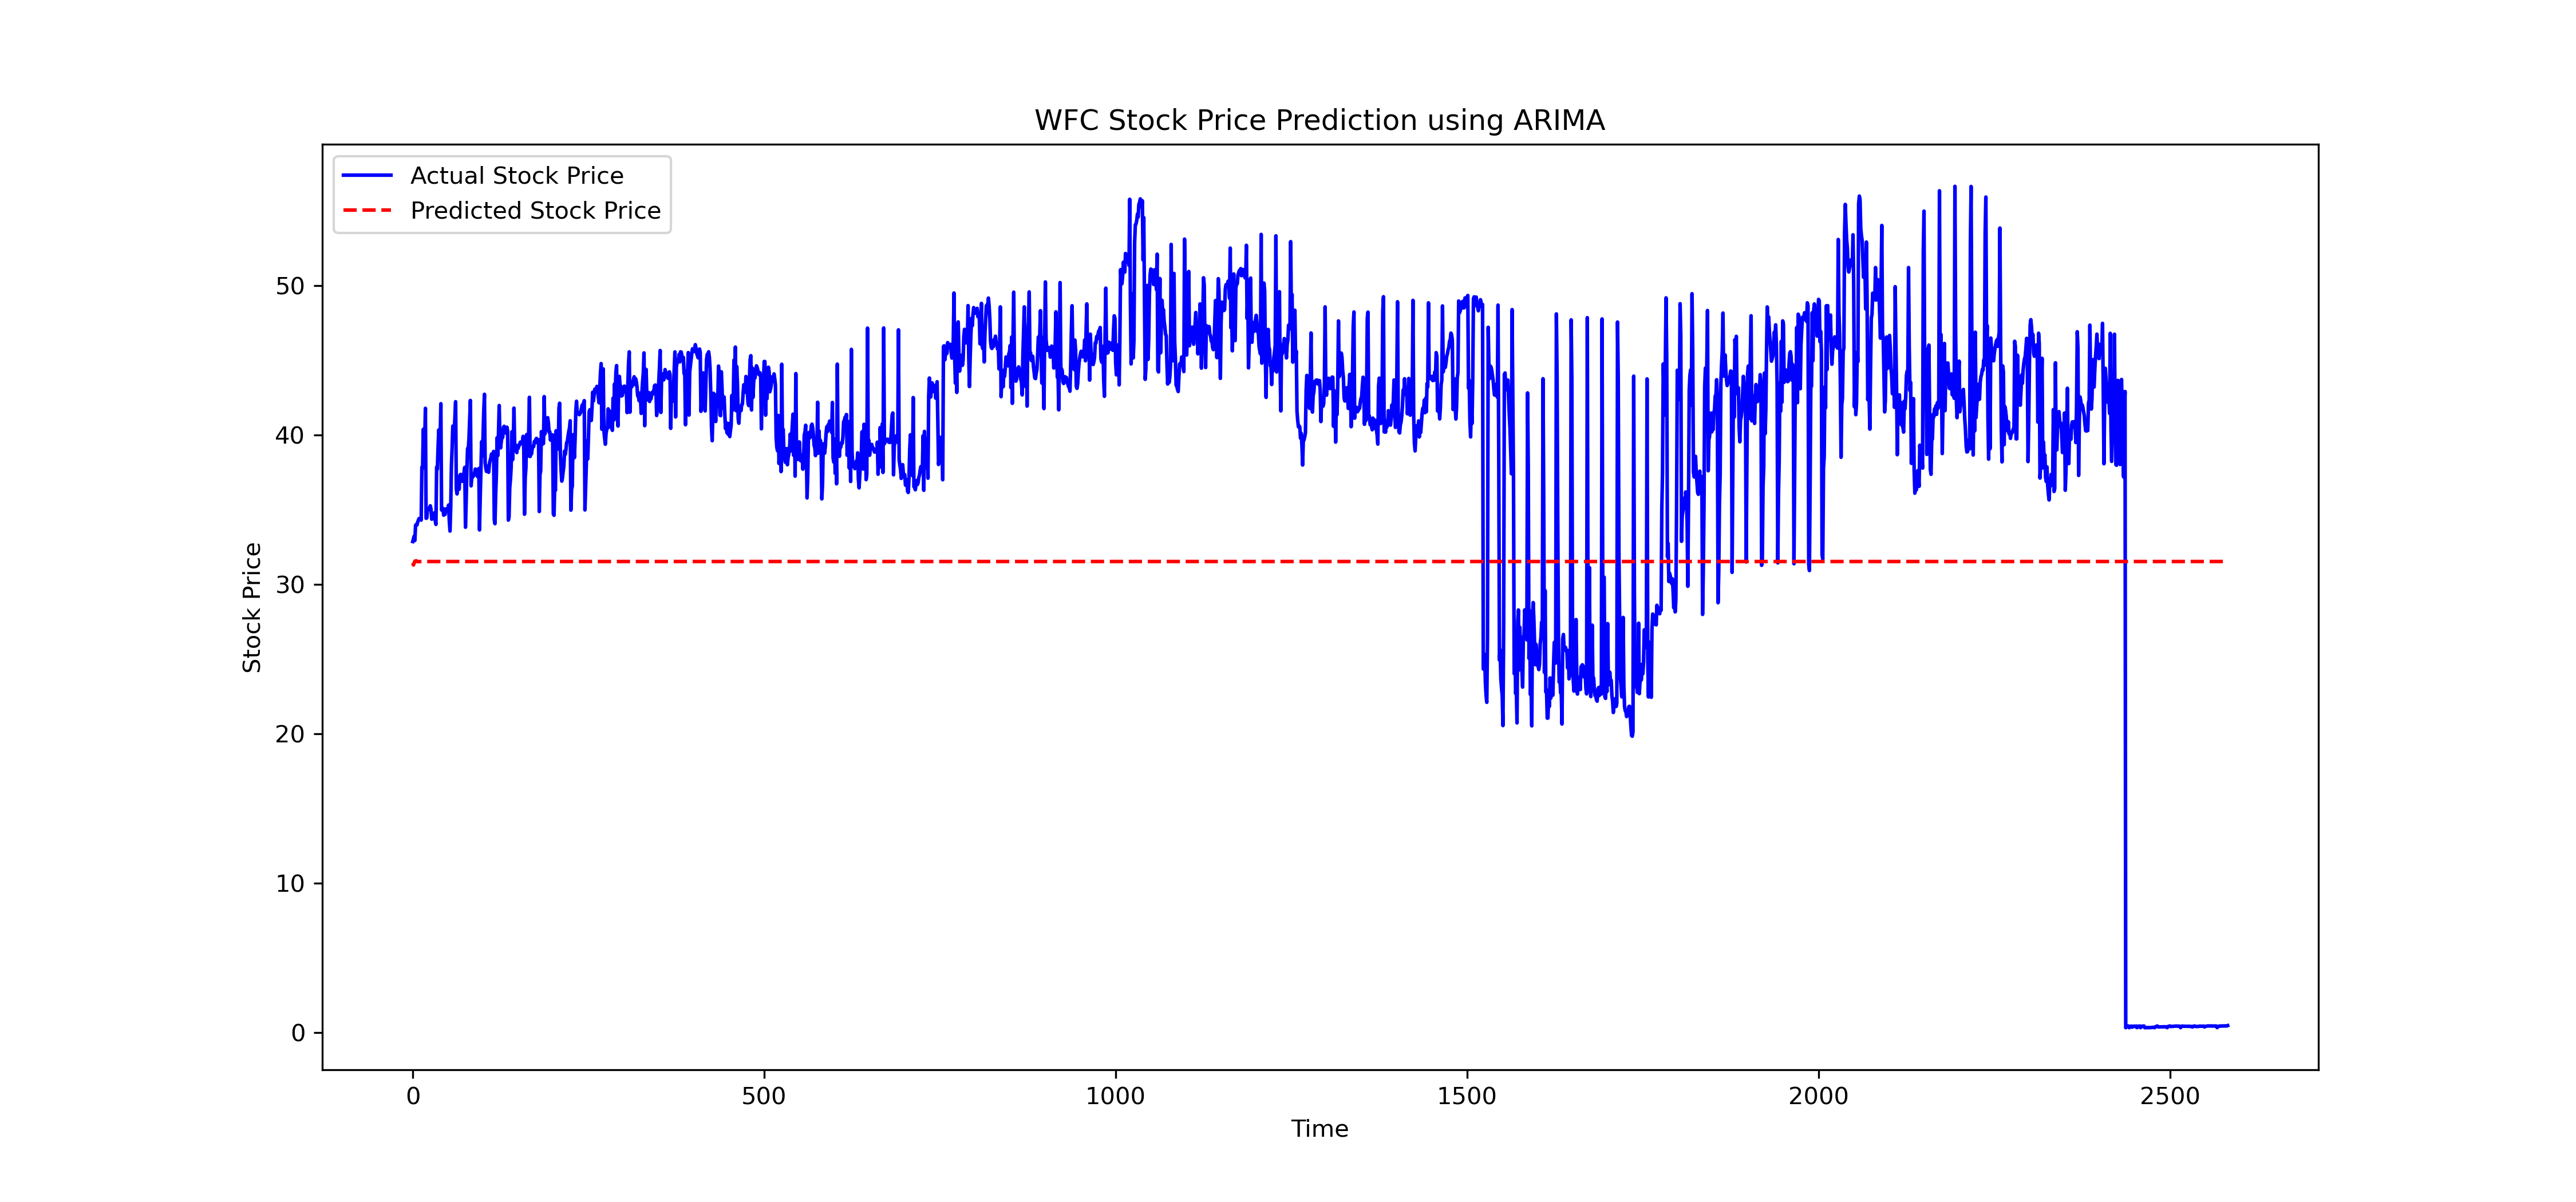 WFC Stock Price Prediction using ARIMA
Actual Stock Price
Predicted Stock Price
50
40
30
20
10
0
Stock Price
0 500 1000 1500 2000 2500
Time